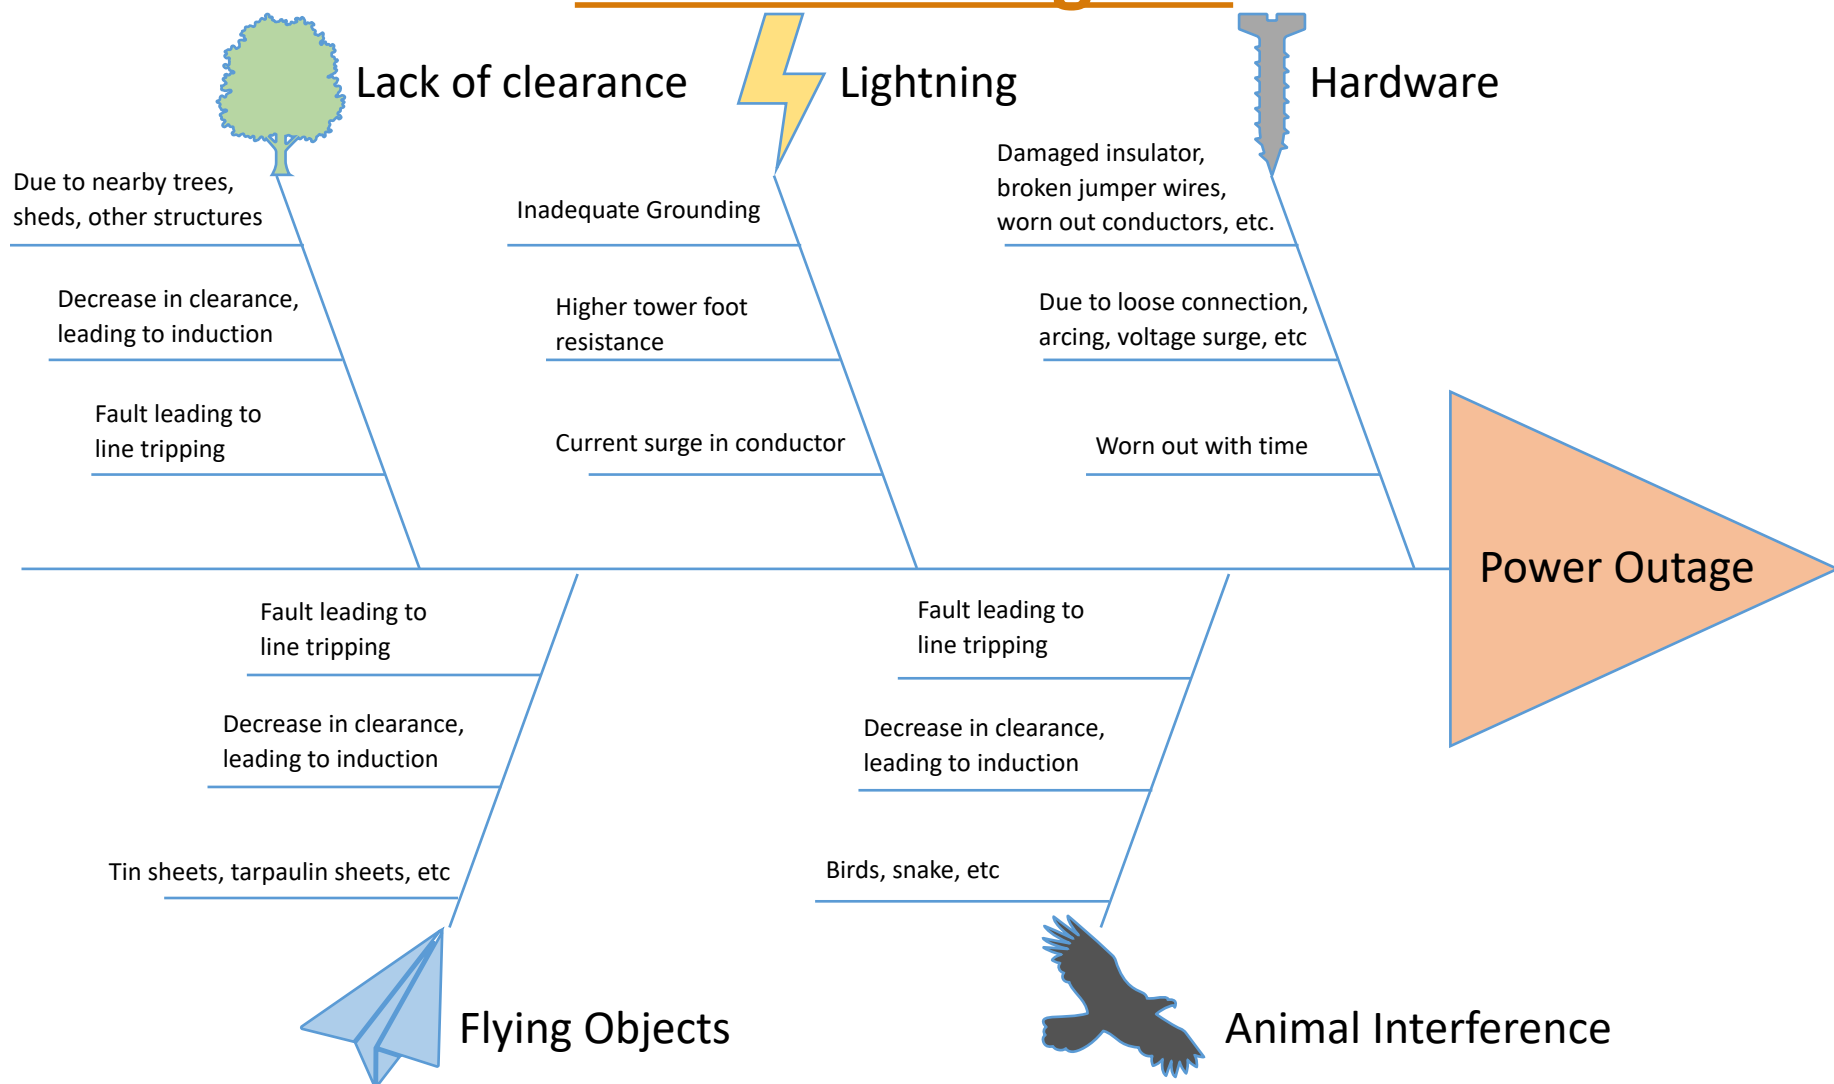 Lack of clearance
Lightning
Hardware
Due to nearby trees,
sheds, other structures
Decrease in clearance,
leading to induction
Fault leading to
line tripping
Inadequate Grounding
Higher tower foot
resistance
Current surge in conductor
Damaged insulator,
broken jumper wires,
worn out conductors, etc.
Due to loose connection,
arcing, voltage surge, etc
Worn out with time
Power Outage
Fault leading to
line tripping
Decrease in clearance,
leading to induction
Tin sheets, tarpaulin sheets, etc
Flying Objects
Fault leading to
line tripping
Decrease in clearance,
leading to induction
Birds, snake, etc
Animal Interference